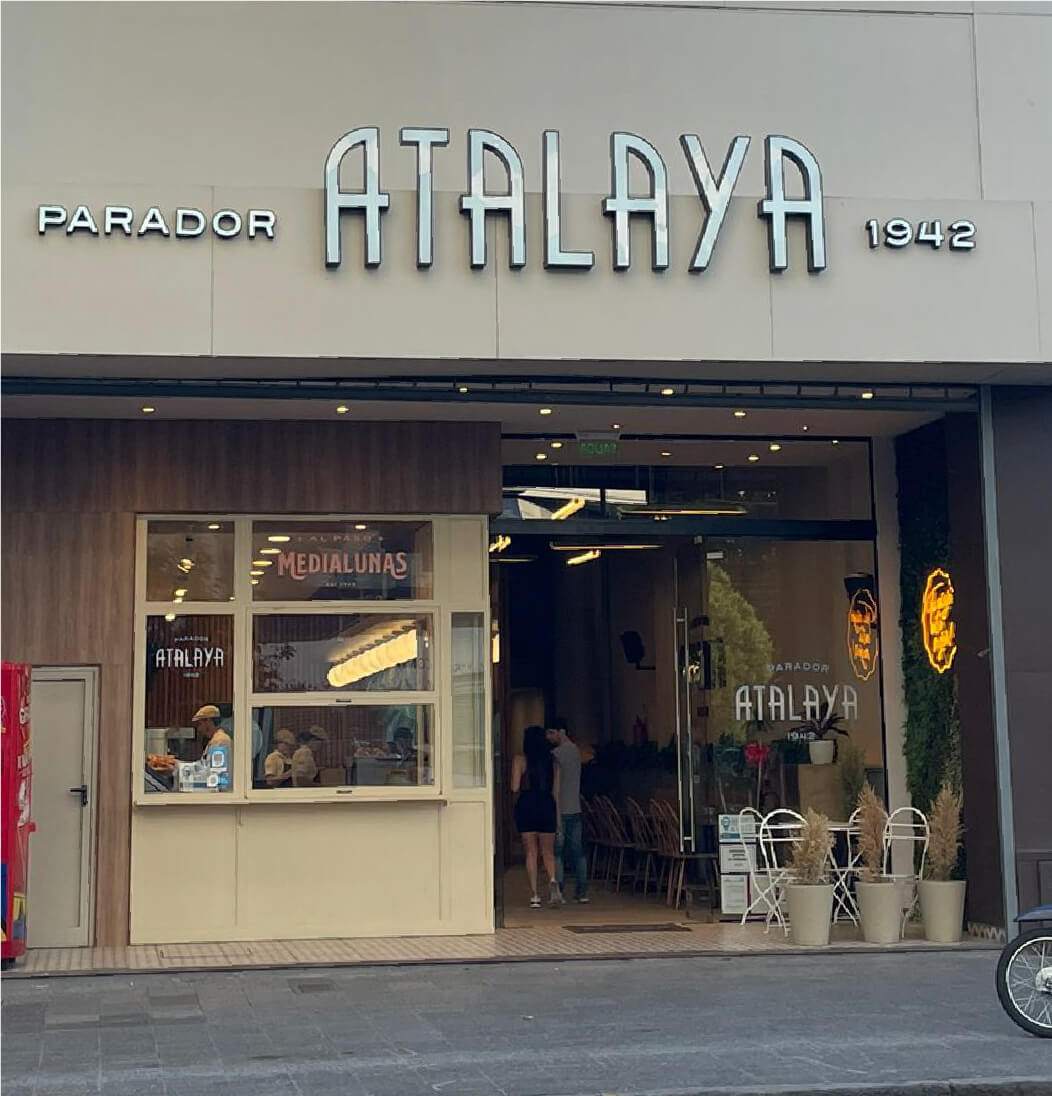 PARADOR ATALAYA 1942
AL PASO
MEDIALUNAS
PARADOR
ATALAYA
1942
PARADOR
ATALAYA
1942